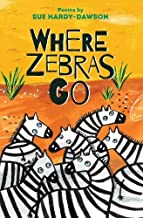 Poems by
SUE HARDY-DAWSON
WHERE
ZEBRAS
GO